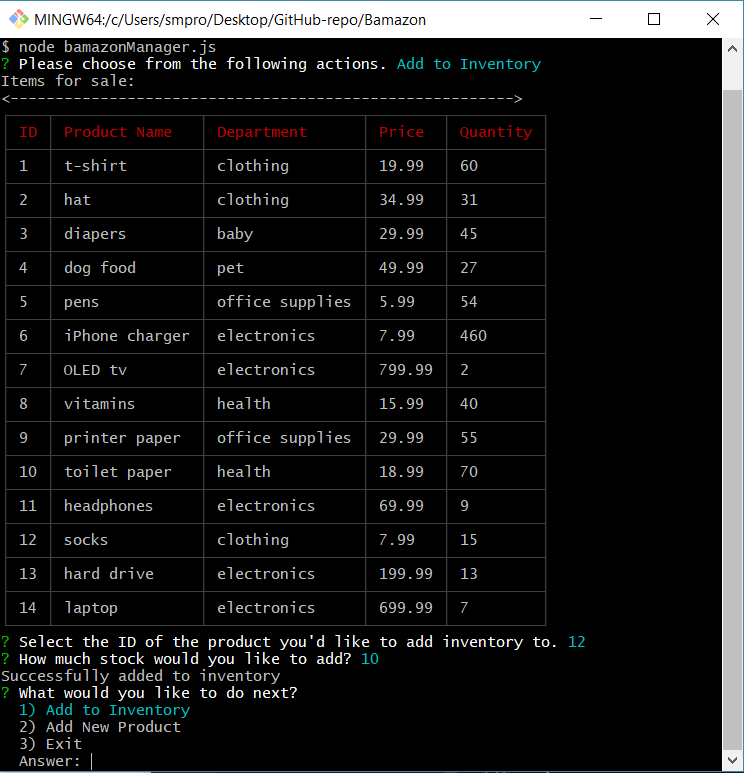 MINGW64:/c/Users/smpro/Desktop/GitHub-repo/Bamazon
$ node bamazonManager.js
? Please choose from the following actions. Add to Inventory
Items for sale:
<-------------------------------------------------------->
ID Product Name Department Price Quantity
1 t-shirt clothing 19.99 60
2 hat clothing 34.99 31
3 diapers baby 29.99 45
4 dog food pet 49.99 27
5 pens office supplies 5.99 54
6 iPhone charger electronics 7.99 460
7 OLED tv electronics 799.99 2
8 vitamins health 15.99 40
9 printer paper office supplies 29.99 55
10 toilet paper health 18.99 70
11 headphones electronics 69.99 9
12 socks clothing 7.99 15
13 hard drive electronics 199.99 13
14 laptop electronics 699.99 7
? Select the ID of the product you'd like to add inventory to. 12
? How much stock would you like to add? 10
Successfully added to inventory
? What would you like to do next?
1) Add to Inventory
2) Add New Product
3) Exit
Answer: